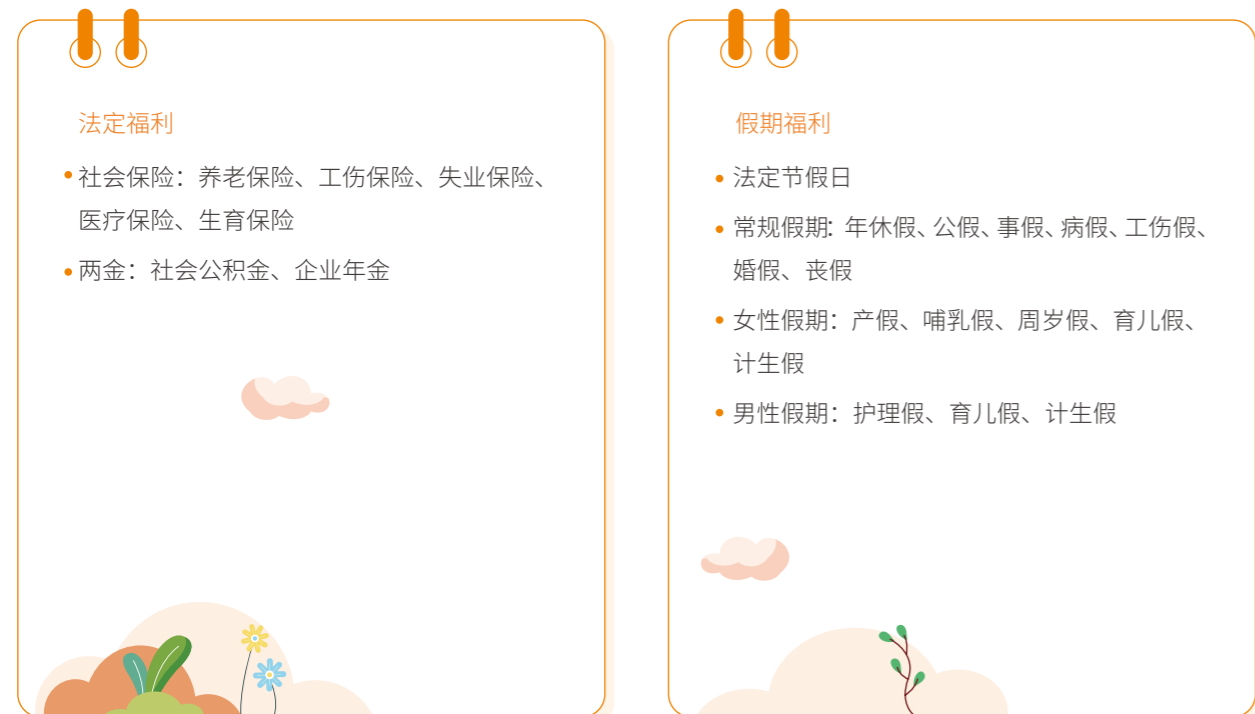 法定福利
社会保险：养老保险、工伤保险、失业保险、
医疗保险、生育保险
两金：社会公积金、企业年金
假期福利
法定节假日
常规假期：年休假、公假、事假、病假、工伤假、
婚假、丧假
女性假期：产假、哺乳假、周岁假、育儿假、
计生假
男性假期：护理假、育儿假、计生假